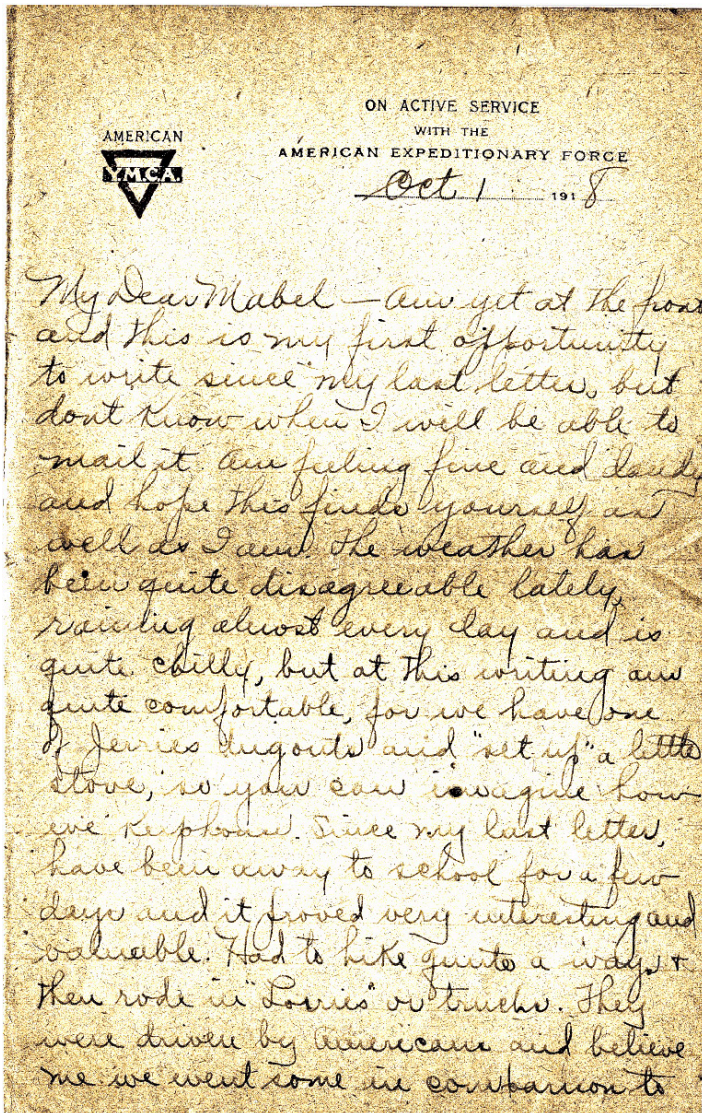 ON ACTIVE SERVICE
WITH THE
AMERICAN EXPEDITIONARY FORCE
AMERICAN
Y.M.C.A.
Oct 1 1918
My Dear Mabel — Am yet at the front
and this is my first opportunity
to write since my last letter, but
dont know when I will be able to
mail it. Am feeling fine and dandy
and hope this finds yourself as
well as I am. The weather has
been quite disagreeable lately,
raining almost every day and is
quite chilly, but at this writing am
quite comfortable, for we have one
of Jerries dugouts and "set up" a little
stove, so you can imagine how
we keephouse. Since my last letter,
have been away to school for a few
days and it proved very interesting and
valuable. Had to hike quite a ways &
then rode in "Lorries" or trucks. They
were driven by Americans and believe
me we went some in comparison to